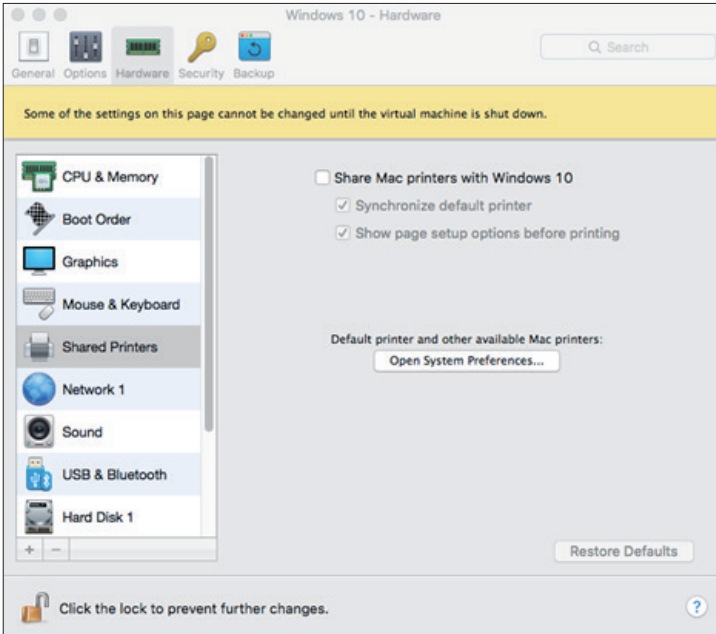 Windows 10 - Hardware
Search
General Options Hardware Security Backup
Some of the settings on this page cannot be changed until the virtual machine is shut down.
CPU & Memory
Boot Order
Graphics
Mouse & Keyboard
Shared Printers
Network 1
Sound
USB & Bluetooth
Hard Disk 1
+ −
Share Mac printers with Windows 10
Synchronize default printer
Show page setup options before printing
Default printer and other available Mac printers:
Open System Preferences...
Restore Defaults
Click the lock to prevent further changes.
?